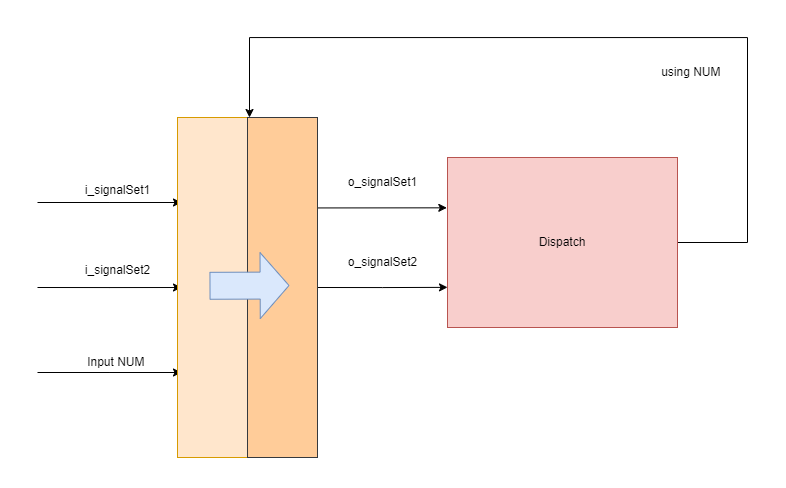 using NUM
i_signalSet1
o_signalSet1
i_signalSet2
o_signalSet2
Dispatch
Input NUM